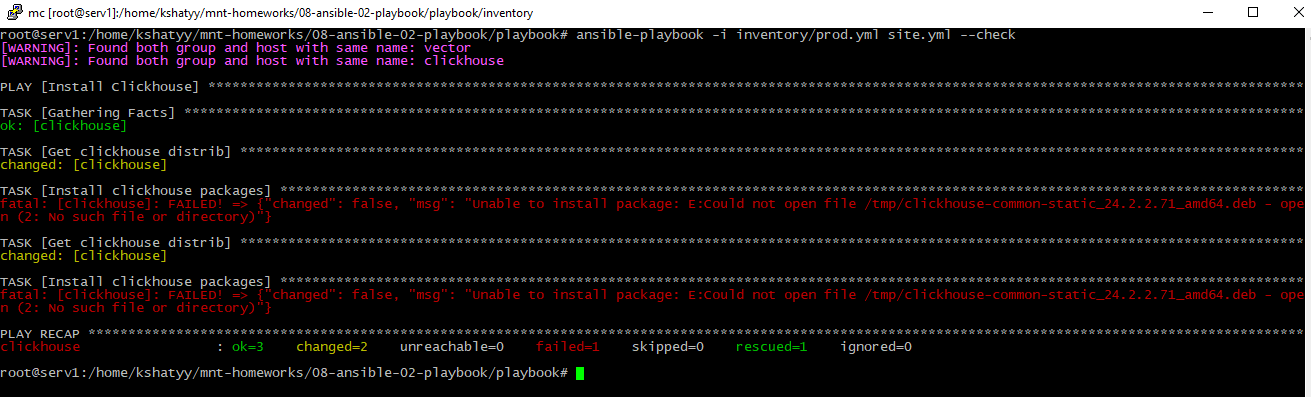 mc [root@serv1]:/home/kshatyy/mnt-homeworks/08-ansible-02-playbook/playbook/inventory
root@serv1:/home/kshatyy/mnt-homeworks/08-ansible-02-playbook/playbook# ansible-playbook -i inventory/prod.yml site.yml --check
[WARNING]: Found both group and host with same name: vector
[WARNING]: Found both group and host with same name: clickhouse
PLAY [Install Clickhouse] ******************************************************************************************************************************************
TASK [Gathering Facts] *********************************************************************************************************************************************
ok: [clickhouse]
TASK [Get clickhouse distrib] **************************************************************************************************************************************
changed: [clickhouse]
TASK [Install clickhouse packages] *********************************************************************************************************************************
fatal: [clickhouse]: FAILED! => {"changed": false, "msg": "Unable to install package: E:Could not open file /tmp/clickhouse-common-static_24.2.2.71_amd64.deb - ope
n (2: No such file or directory)"}
TASK [Get clickhouse distrib] **************************************************************************************************************************************
changed: [clickhouse]
TASK [Install clickhouse packages] *********************************************************************************************************************************
fatal: [clickhouse]: FAILED! => {"changed": false, "msg": "Unable to install package: E:Could not open file /tmp/clickhouse-common-static_24.2.2.71_amd64.deb - ope
n (2: No such file or directory)"}
PLAY RECAP *********************************************************************************************************************************************************
clickhouse                 : ok=3    changed=2    unreachable=0    failed=1    skipped=0    rescued=1    ignored=0
root@serv1:/home/kshatyy/mnt-homeworks/08-ansible-02-playbook/playbook#